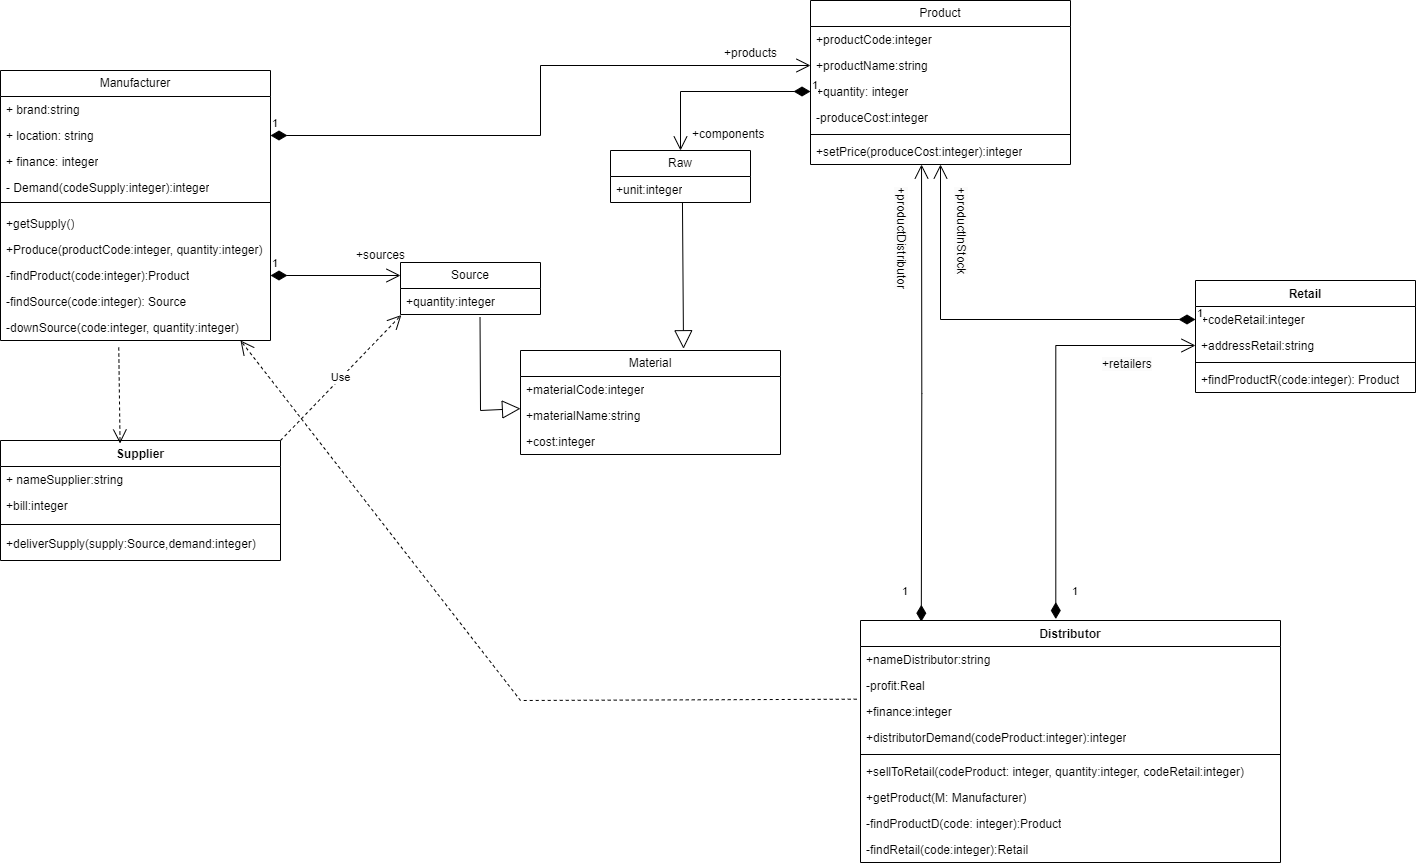 Product
+productCode:integer
+productName:string
1
+quantity: integer
-produceCost:integer
+setPrice(produceCost:integer):integer
+products
Manufacturer
+ brand:string
+ location: string
+ finance: integer
- Demand(codeSupply:integer):integer
+getSupply()
+Produce(productCode:integer, quantity:integer)
-findProduct(code:integer):Product
-findSource(code:integer): Source
-downSource(code:integer, quantity:integer)
1
1
+components
Raw
+unit:integer
+sources
Source
+quantity:integer
Use
Material
+materialCode:integer
+materialName:string
+cost:integer
+productDistributor
+productInStock
Retail
1
+codeRetail:integer
+addressRetail:string
+findProductR(code:integer): Product
+retailers
Supplier
+ nameSupplier:string
+bill:integer
+deliverSupply(supply:Source,demand:integer)
1
1
Distributor
+nameDistributor:string
-profit:Real
+finance:integer
+distributorDemand(codeProduct:integer):integer
+sellToRetail(codeProduct: integer, quantity:integer, codeRetail:integer)
+getProduct(M: Manufacturer)
-findProductD(code: integer):Product
-findRetail(code:integer):Retail